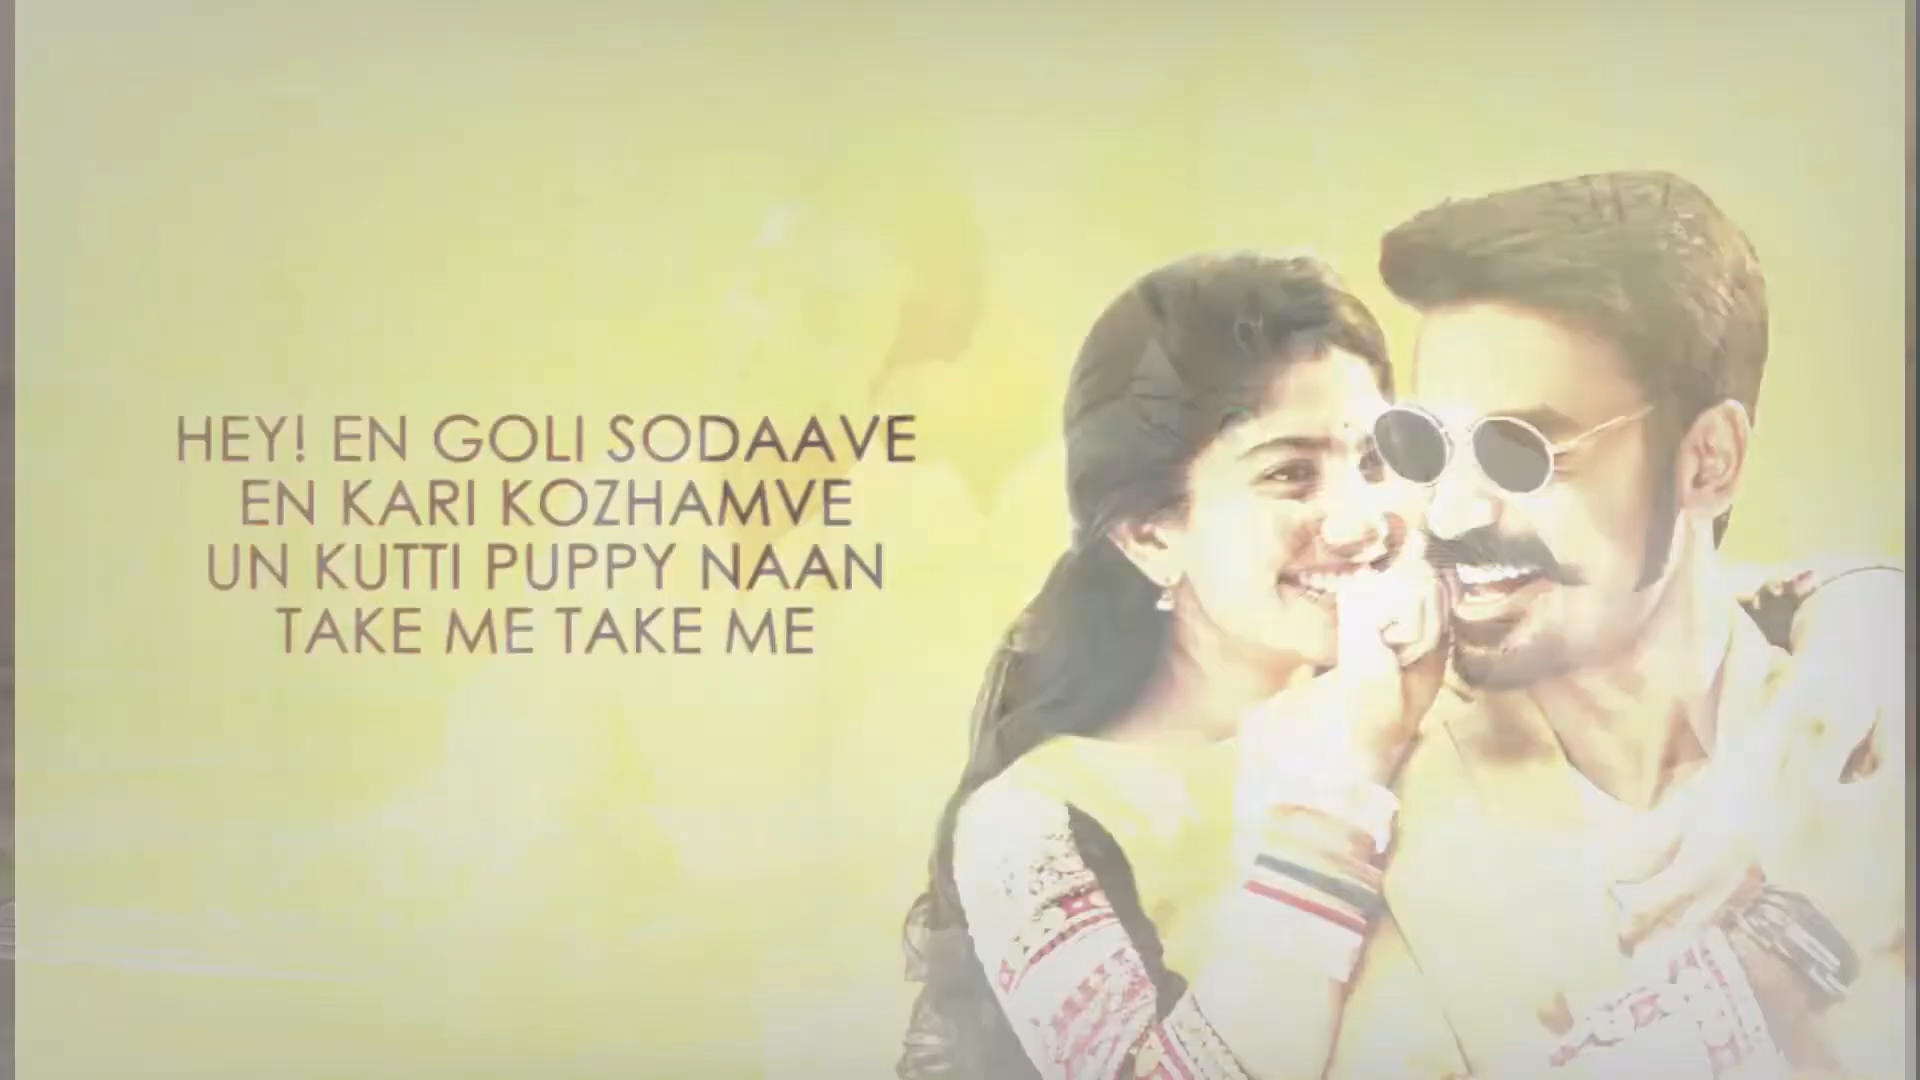 HEY! EN GOLI SODAAVE
EN KARI KOZHAMVE
UN KUTTI PUPPY NAAN
TAKE ME TAKE ME